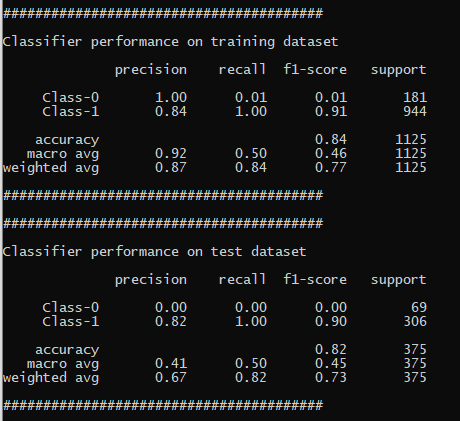 ########################################
Classifier performance on training dataset
precision recall f1-score support
Class-0 1.00 0.01 0.01 181
Class-1 0.84 1.00 0.91 944
accuracy 0.84 1125
macro avg 0.92 0.50 0.46 1125
weighted avg 0.87 0.84 0.77 1125
########################################
########################################
Classifier performance on test dataset
precision recall f1-score support
Class-0 0.00 0.00 0.00 69
Class-1 0.82 1.00 0.90 306
accuracy 0.82 375
macro avg 0.41 0.50 0.45 375
weighted avg 0.67 0.82 0.73 375
########################################